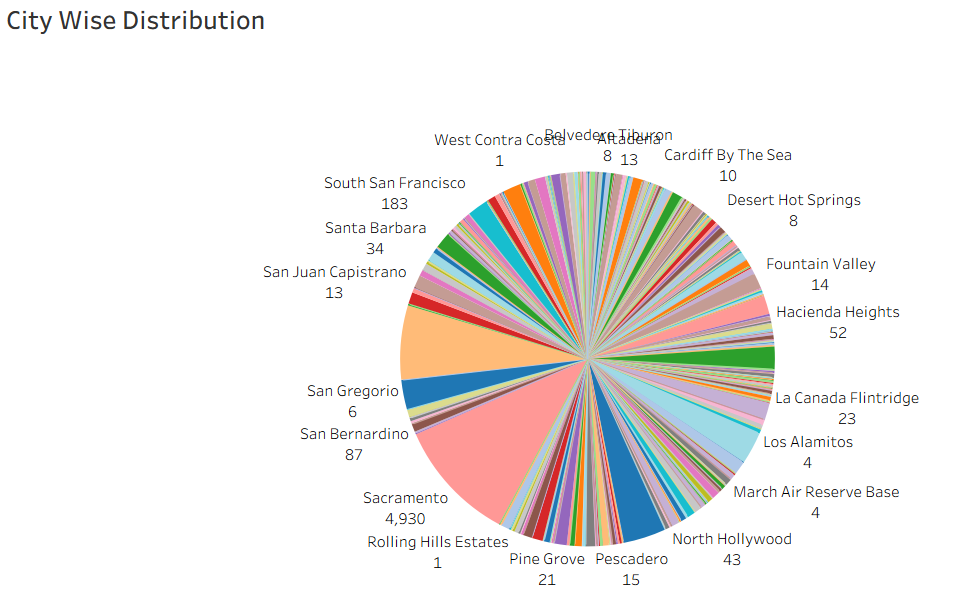 City Wise Distribution
Belvedere Tiburon
8
Altadena
13
West Contra Costa
1
Cardiff By The Sea
10
South San Francisco
183
Desert Hot Springs
8
Santa Barbara
34
Fountain Valley
14
San Juan Capistrano
13
Hacienda Heights
52
San Gregorio
6
La Canada Flintridge
23
San Bernardino
87
Los Alamitos
4
Sacramento
4,930
March Air Reserve Base
4
Rolling Hills Estates
1
North Hollywood
43
Pine Grove
21
Pescadero
15